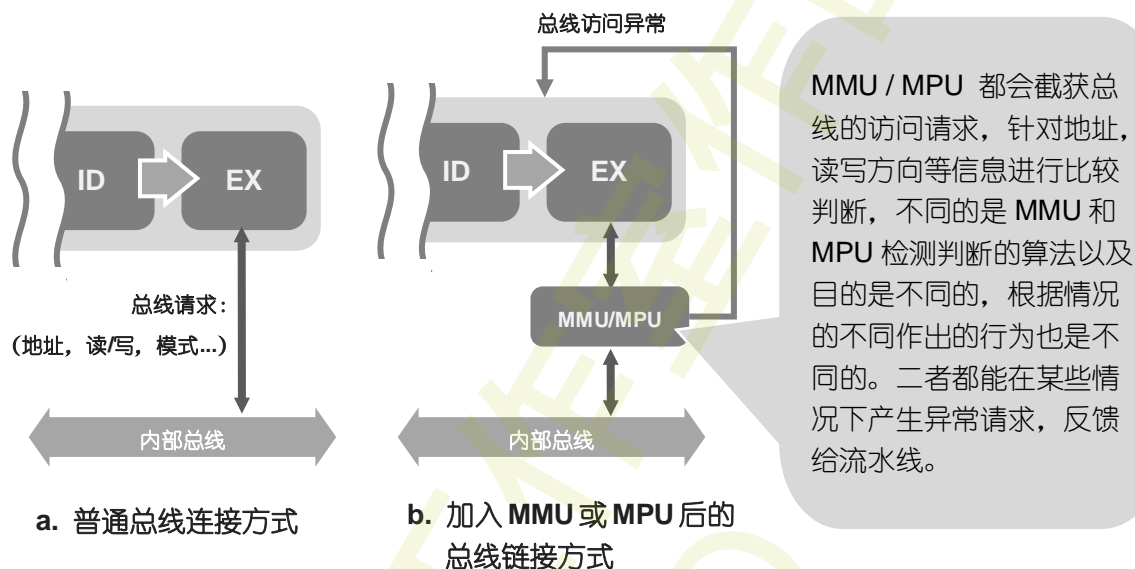 总线访问异常
ID
EX
ID
EX
总线请求：
（地址，读/写，模式...）
MMU/MPU
内部总线
内部总线
a. 普通总线连接方式
b. 加入 MMU 或 MPU 后的
总线链接方式
MMU / MPU 都会截获总
线的访问请求，针对地址，
读写方向等信息进行比较
判断，不同的是 MMU 和
MPU 检测判断的算法以及
目的是不同的，根据情况
的不同作出的行为也是不
同的。二者都能在某些情
况下产生异常请求，反馈
给流水线。